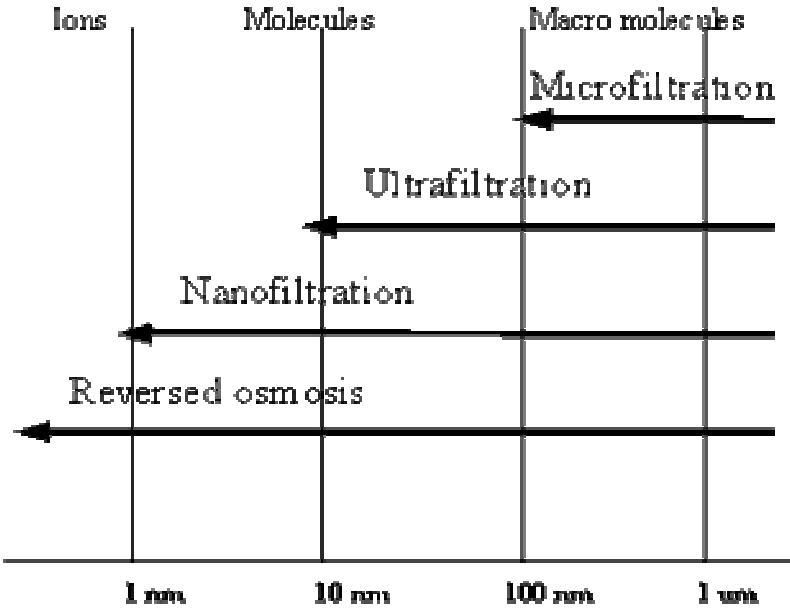 Ions Molecules Macro molecules
Microfiltration
Ultrafiltration
Nanofiltration
Reversed osmosis
1 nm 10 nm 100 nm 1 um